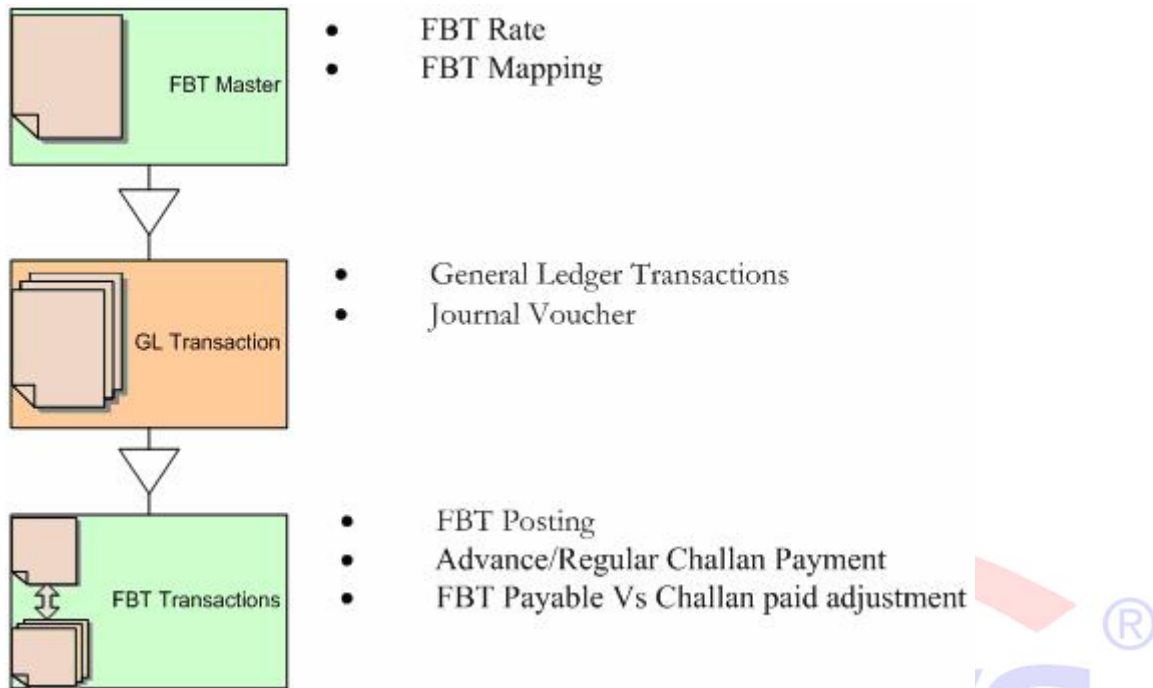 FBT Master
• FBT Rate
• FBT Mapping
GL Transaction
• General Ledger Transactions
• Journal Voucher
FBT Transactions
• FBT Posting
• Advance/Regular Challan Payment
• FBT Payable Vs Challan paid adjustment
®